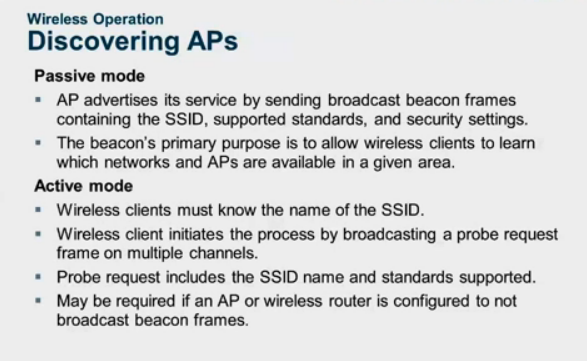 Wireless Operation
Discovering APs
Passive mode
▪ AP advertises its service by sending broadcast beacon frames
containing the SSID, supported standards, and security settings.
▪ The beacon's primary purpose is to allow wireless clients to learn
which networks and APs are available in a given area.
Active mode
▪ Wireless clients must know the name of the SSID.
▪ Wireless client initiates the process by broadcasting a probe request
frame on multiple channels.
▪ Probe request includes the SSID name and standards supported.
▪ May be required if an AP or wireless router is configured to not
broadcast beacon frames.